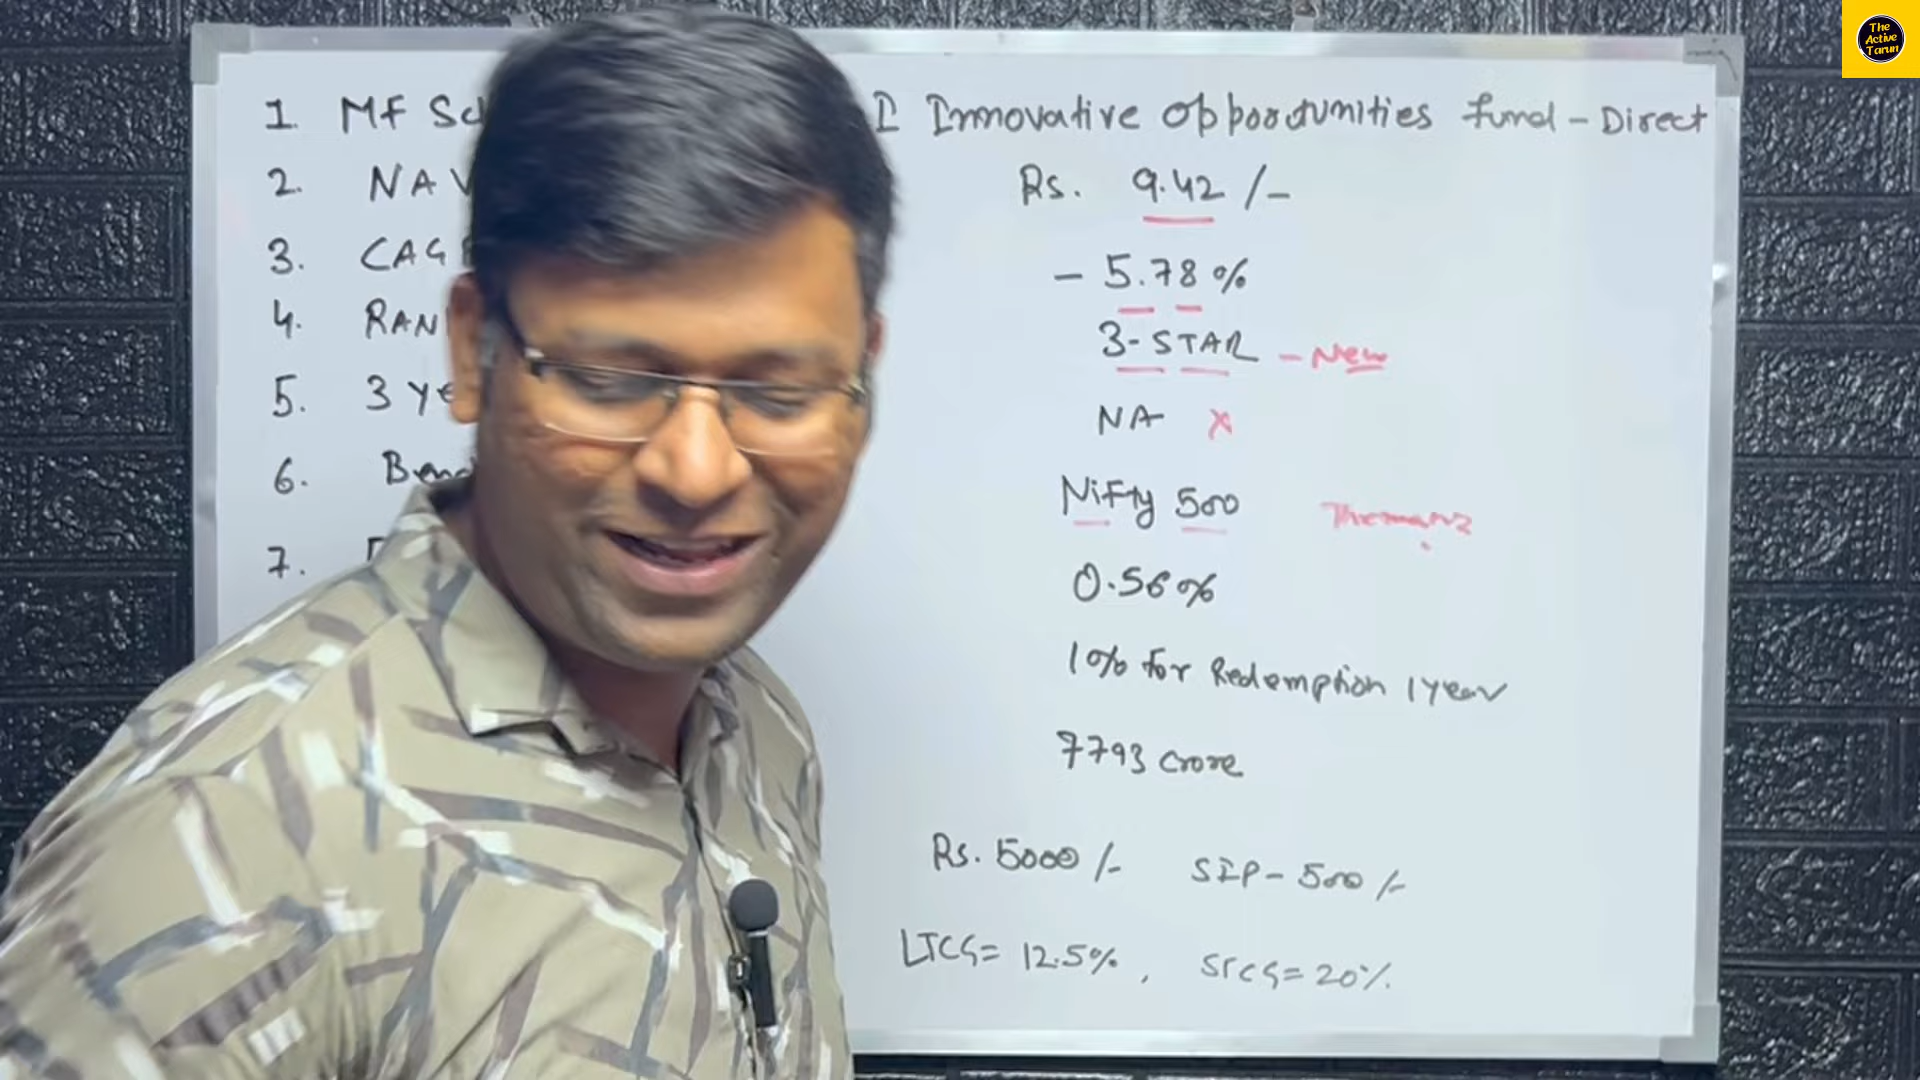 The
Active
Tarun
1. MF Sc I Innovative Opportunities Fund - Direct
2. NAV Rs. 9.42 /-
3. CAG - 5.78 %
4. RAN 3-STAR - New
5. 3 Ye NA X
6. Ben Nifty 500
7. 0.56%
1% for Redemption 1 year
7793 crore
Rs. 5000 /- SIP - 500 /-
LTCG = 12.5% , STCG = 20%.